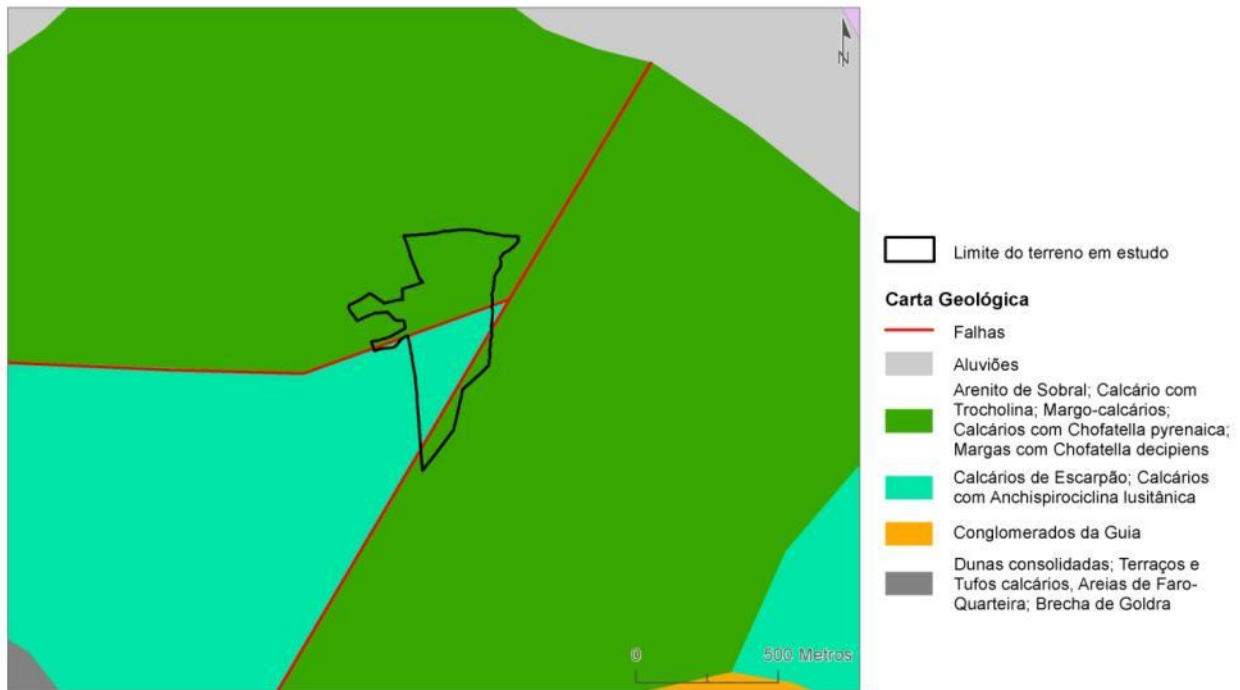 N
0 500 Metros
Limite do terreno em estudo
Carta Geológica
Falhas
Aluviões
Arenito de Sobral; Calcário com
Trocholina; Margo-calcários;
Calcários com Chofatella pyrenaica;
Margas com Chofatella decipiens
Calcários de Escarpão; Calcários
com Anchispirociclina lusitânica
Conglomerados da Guia
Dunas consolidadas; Terraços e
Tufos calcários, Areias de Faro-
Quarteira; Brecha de Goldra